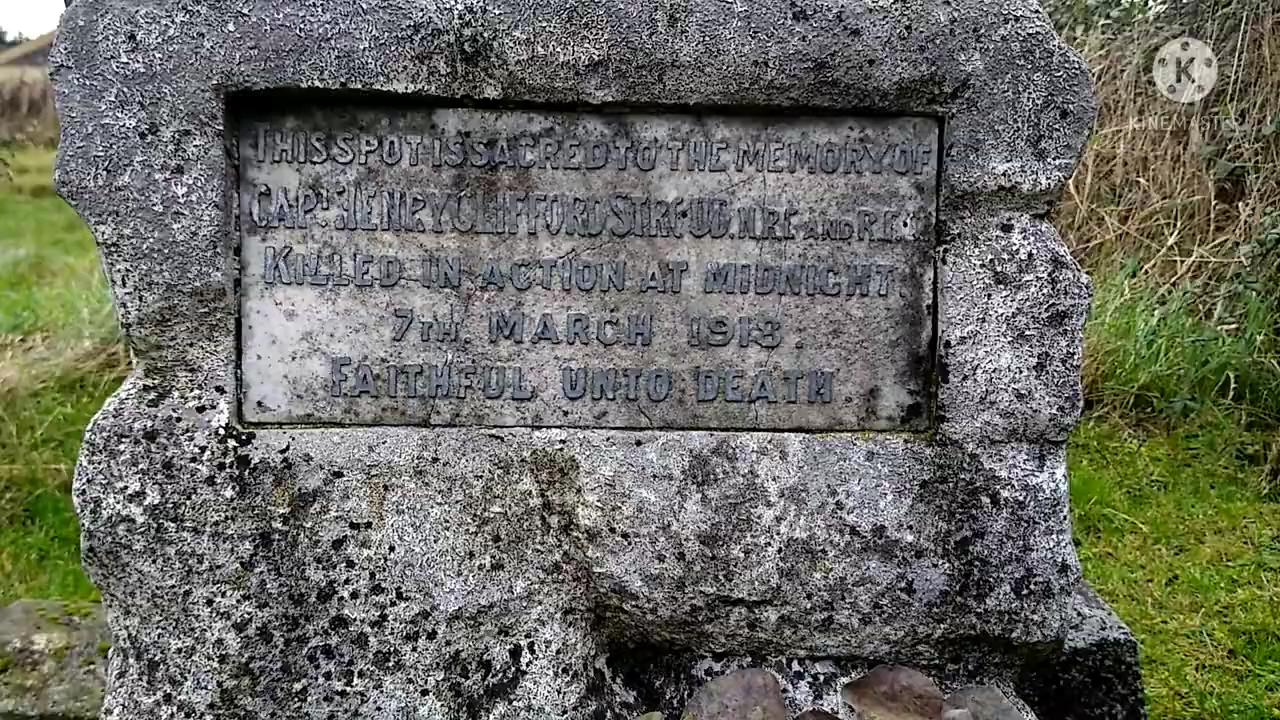 THIS SPOT IS SACRED TO THE MEMORY OF
CAPT HENRY CLIFFORD STROUD. N.R.E AND R.F.C
KILLED IN ACTION AT MIDNIGHT.
7TH. MARCH 1918.
FAITHFUL UNTO DEATH
K
KINEMASTER